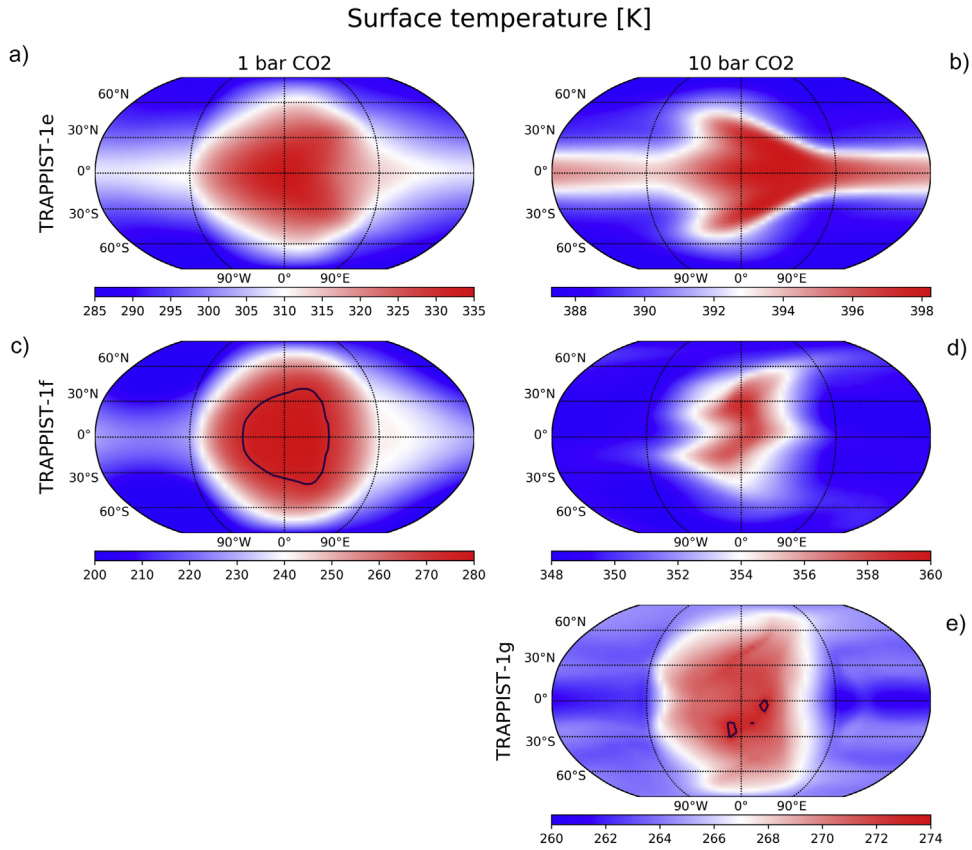 Surface temperature [K]
a)
1 bar CO2
10 bar CO2
b)
TRAPPIST-1e
60°N
30°N
0°
30°S
60°S
90°W 0° 90°E
285 290 295 300 305 310 315 320 325 330 335
60°N
30°N
0°
30°S
60°S
90°W 0° 90°E
388 390 392 394 396 398
c)
d)
TRAPPIST-1f
60°N
30°N
0°
30°S
60°S
90°W 0° 90°E
200 210 220 230 240 250 260 270 280
60°N
30°N
0°
30°S
60°S
90°W 0° 90°E
348 350 352 354 356 358 360
e)
TRAPPIST-1g
60°N
30°N
0°
30°S
60°S
90°W 0° 90°E
260 262 264 266 268 270 272 274